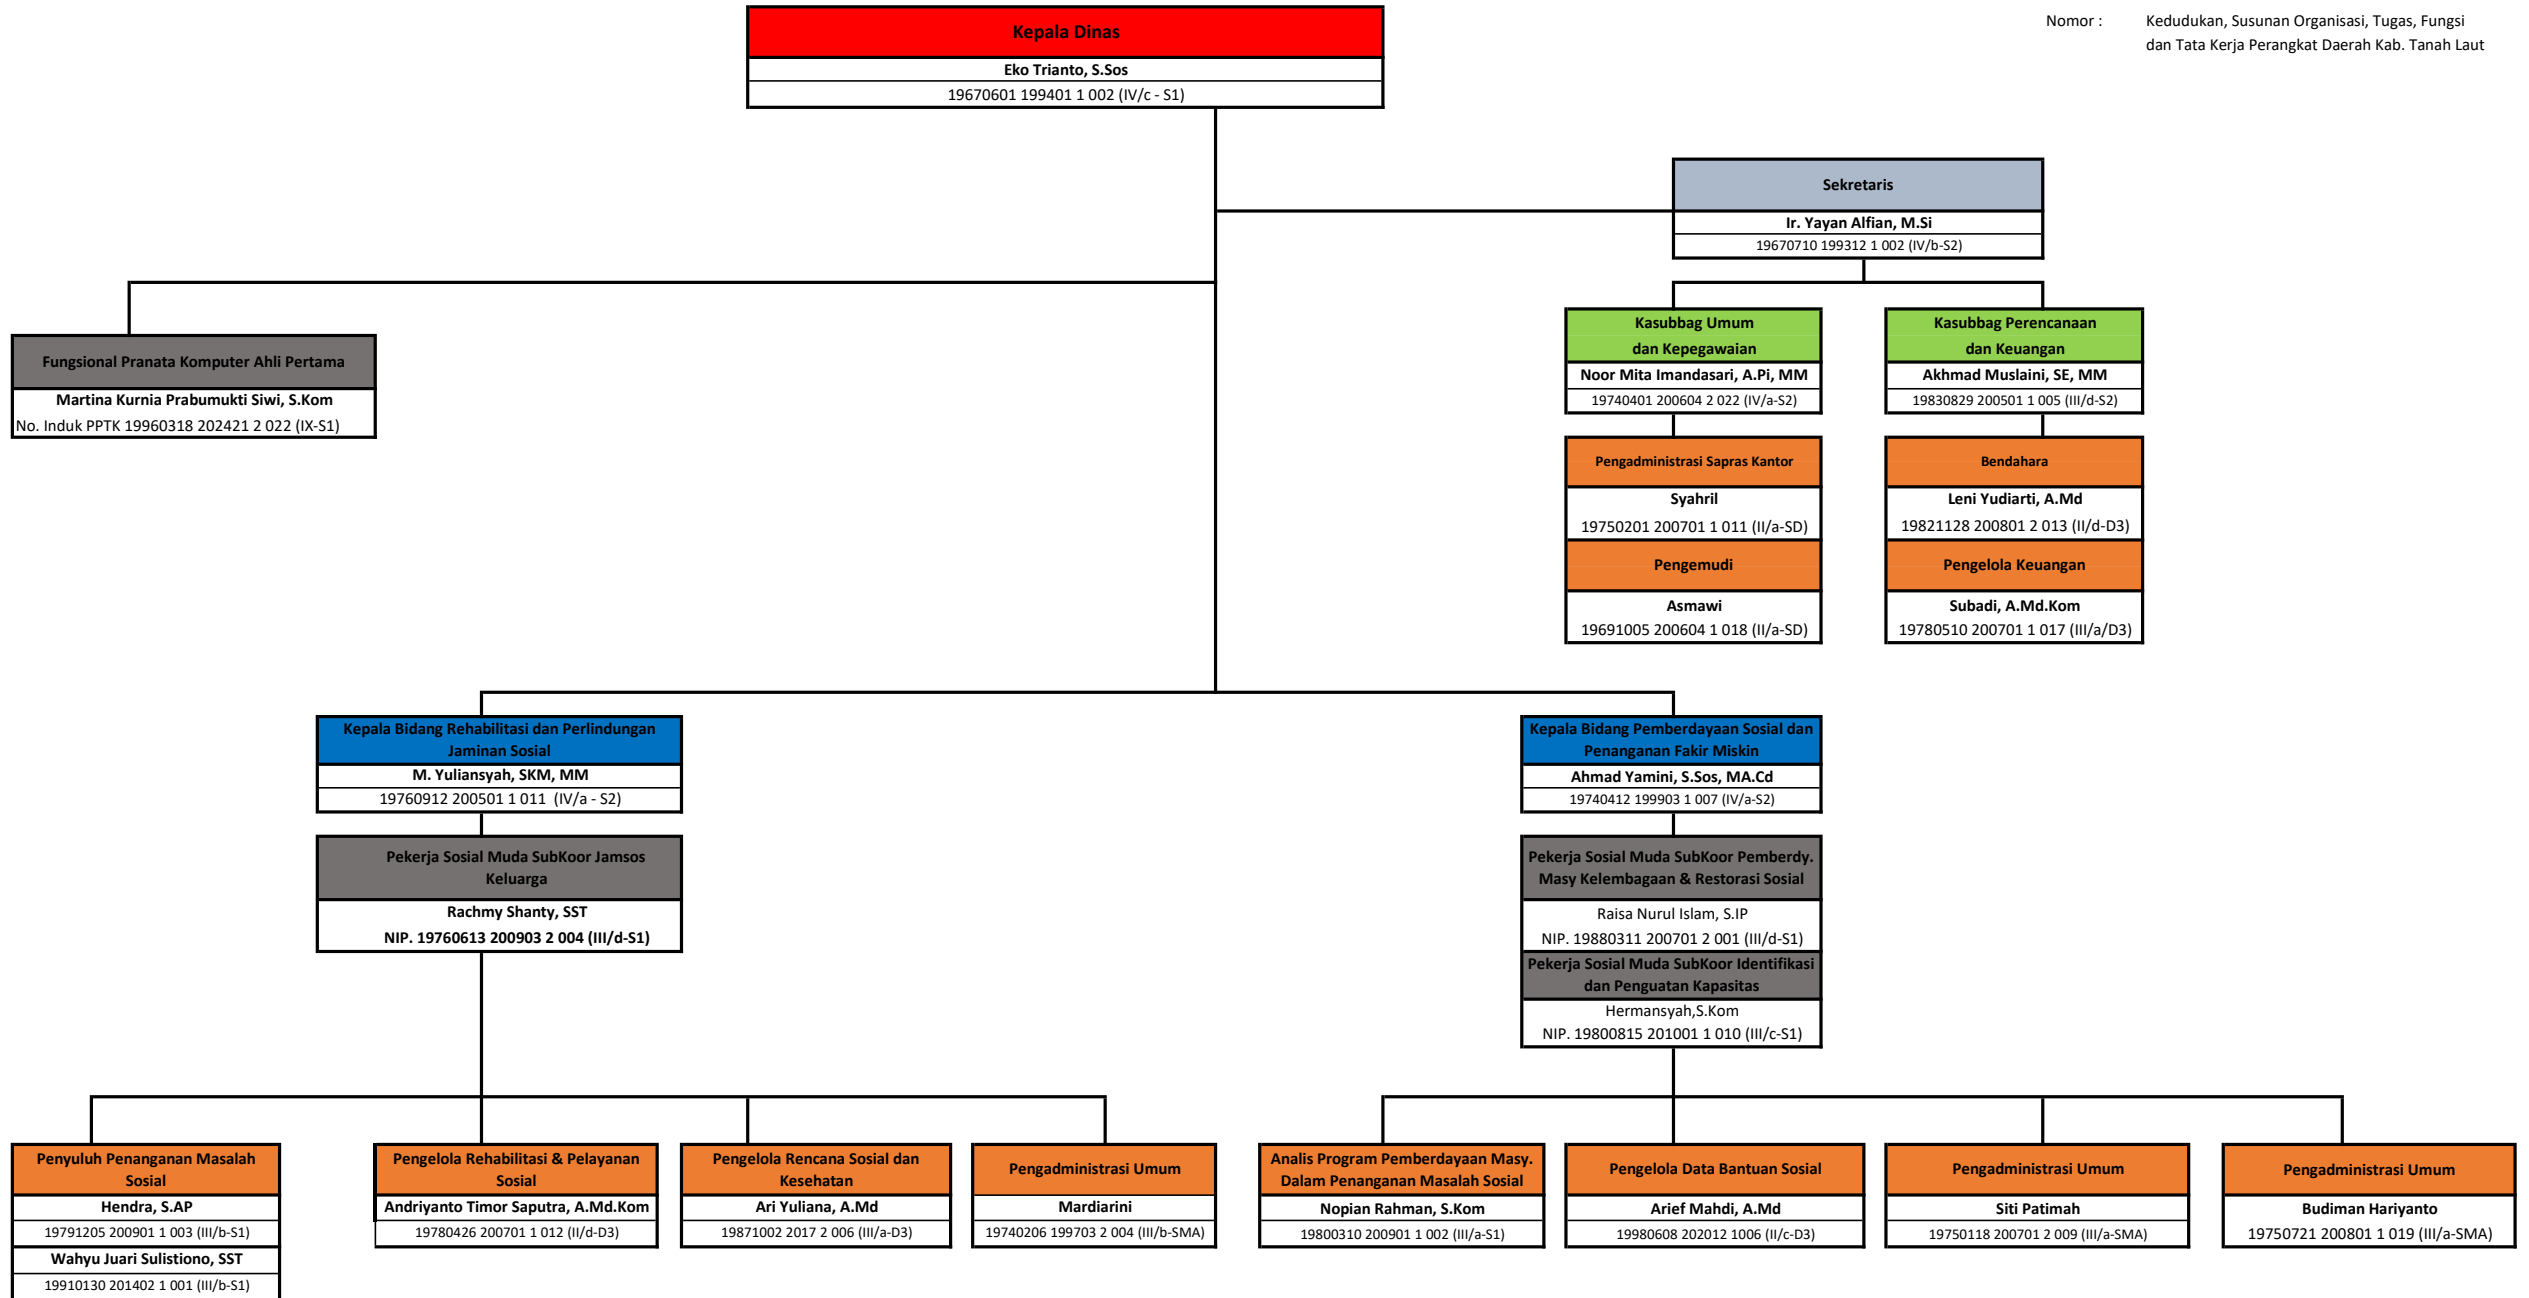 Nomor :
Kedudukan, Susunan Organisasi, Tugas, Fungsi
dan Tata Kerja Perangkat Daerah Kab. Tanah Laut
Kepala Dinas
Eko Trianto, S.Sos
19670601 199401 1 002 (IV/c - S1)
Sekretaris
Ir. Yayan Alfian, M.Si
19670710 199312 1 002 (IV/b-S2)
Fungsional Pranata Komputer Ahli Pertama
Martina Kurnia Prabumukti Siwi, S.Kom
No. Induk PPTK 19960318 202421 2 022 (IX-S1)
Kasubbag Umum
dan Kepegawaian
Noor Mita Imandasari, A.Pi, MM
19740401 200604 2 022 (IV/a-S2)
Kasubbag Perencanaan
dan Keuangan
Akhmad Muslaini, SE, MM
19830829 200501 1 005 (III/d-S2)
Pengadministrasi Sapras Kantor
Syahril
19750201 200701 1 011 (II/a-SD)
Pengemudi
Asmawi
19691005 200604 1 018 (II/a-SD)
Bendahara
Leni Yudiarti, A.Md
19821128 200801 2 013 (II/d-D3)
Pengelola Keuangan
Subadi, A.Md.Kom
19780510 200701 1 017 (III/a/D3)
Kepala Bidang Rehabilitasi dan Perlindungan
Jaminan Sosial
M. Yuliansyah, SKM, MM
19760912 200501 1 011 (IV/a - S2)
Pekerja Sosial Muda SubKoor Jamsos
Keluarga
Rachmy Shanty, SST
NIP. 19760613 200903 2 004 (III/d-S1)
Kepala Bidang Pemberdayaan Sosial dan
Penanganan Fakir Miskin
Ahmad Yamini, S.Sos, MA.Cd
19740412 199903 1 007 (IV/a-S2)
Pekerja Sosial Muda SubKoor Pemberdy.
Masy Kelembagaan & Restorasi Sosial
Raisa Nurul Islam, S.IP
NIP. 19880311 200701 2 001 (III/d-S1)
Pekerja Sosial Muda SubKoor Identifikasi
dan Penguatan Kapasitas
Hermansyah,S.Kom
NIP. 19800815 201001 1 010 (III/c-S1)
Penyuluh Penanganan Masalah
Sosial
Hendra, S.AP
19791205 200901 1 003 (III/b-S1)
Wahyu Juari Sulistiono, SST
19910130 201402 1 001 (III/b-S1)
Pengelola Rehabilitasi & Pelayanan
Sosial
Andriyanto Timor Saputra, A.Md.Kom
19780426 200701 1 012 (II/d-D3)
Pengelola Rencana Sosial dan
Kesehatan
Ari Yuliana, A.Md
19871002 2017 2 006 (III/a-D3)
Pengadministrasi Umum
Mardiarini
19740206 199703 2 004 (III/b-SMA)
Analis Program Pemberdayaan Masy.
Dalam Penanganan Masalah Sosial
Nopian Rahman, S.Kom
19800310 200901 1 002 (III/a-S1)
Pengelola Data Bantuan Sosial
Arief Mahdi, A.Md
19980608 202012 1006 (II/c-D3)
Pengadministrasi Umum
Siti Patimah
19750118 200701 2 009 (III/a-SMA)
Pengadministrasi Umum
Budiman Hariyanto
19750721 200801 1 019 (III/a-SMA)